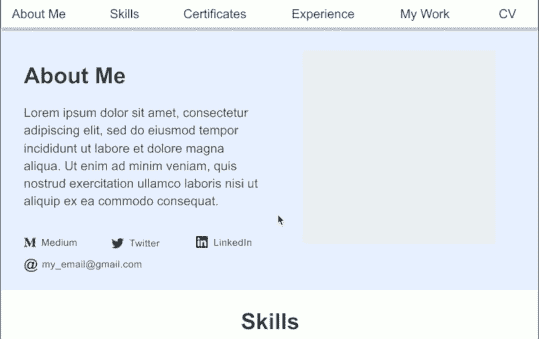 About Me Skills Certificates Experience My Work CV
About Me
Lorem ipsum dolor sit amet, consectetur
adipiscing elit, sed do eiusmod tempor
incididunt ut labore et dolore magna
aliqua. Ut enim ad minim veniam, quis
nostrud exercitation ullamco laboris nisi ut
aliquip ex ea commodo consequat.
M Medium Twitter in LinkedIn
@ my_email@gmail.com
Skills